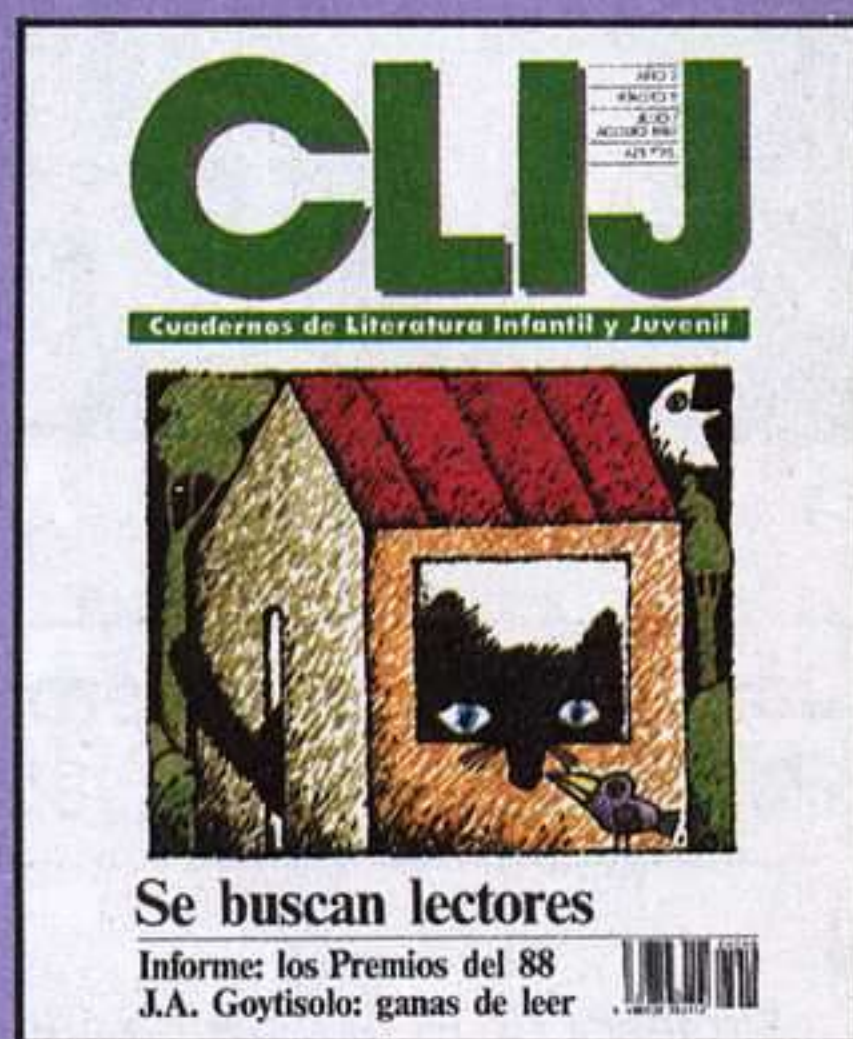 CLIJ
Cuadernos de Literatura Infantil y Juvenil
Se buscan lectores
Informe: los Premios del 88
J.A. Goytisolo: ganas de leer